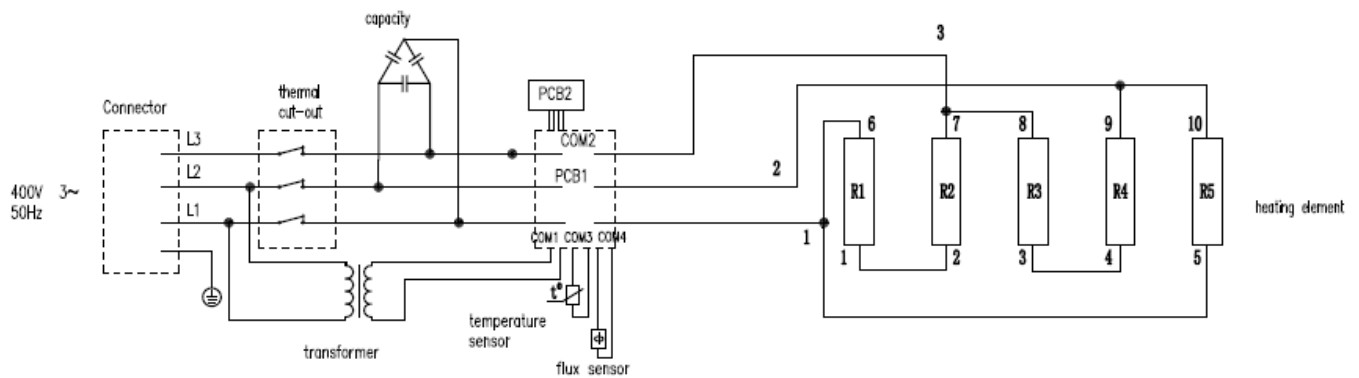 capacity
3
PCB2
thermal
cut-out
Connector
6 7 8 9 10
L3
COM2
2
L2
PCB1
400V 3~
50Hz
R1 R2 R3 R4 R5
heating element
L1
1
COM1 COM3 COM4
1 2 3 4 5
t°
temperature
sensor
transformer
flux sensor